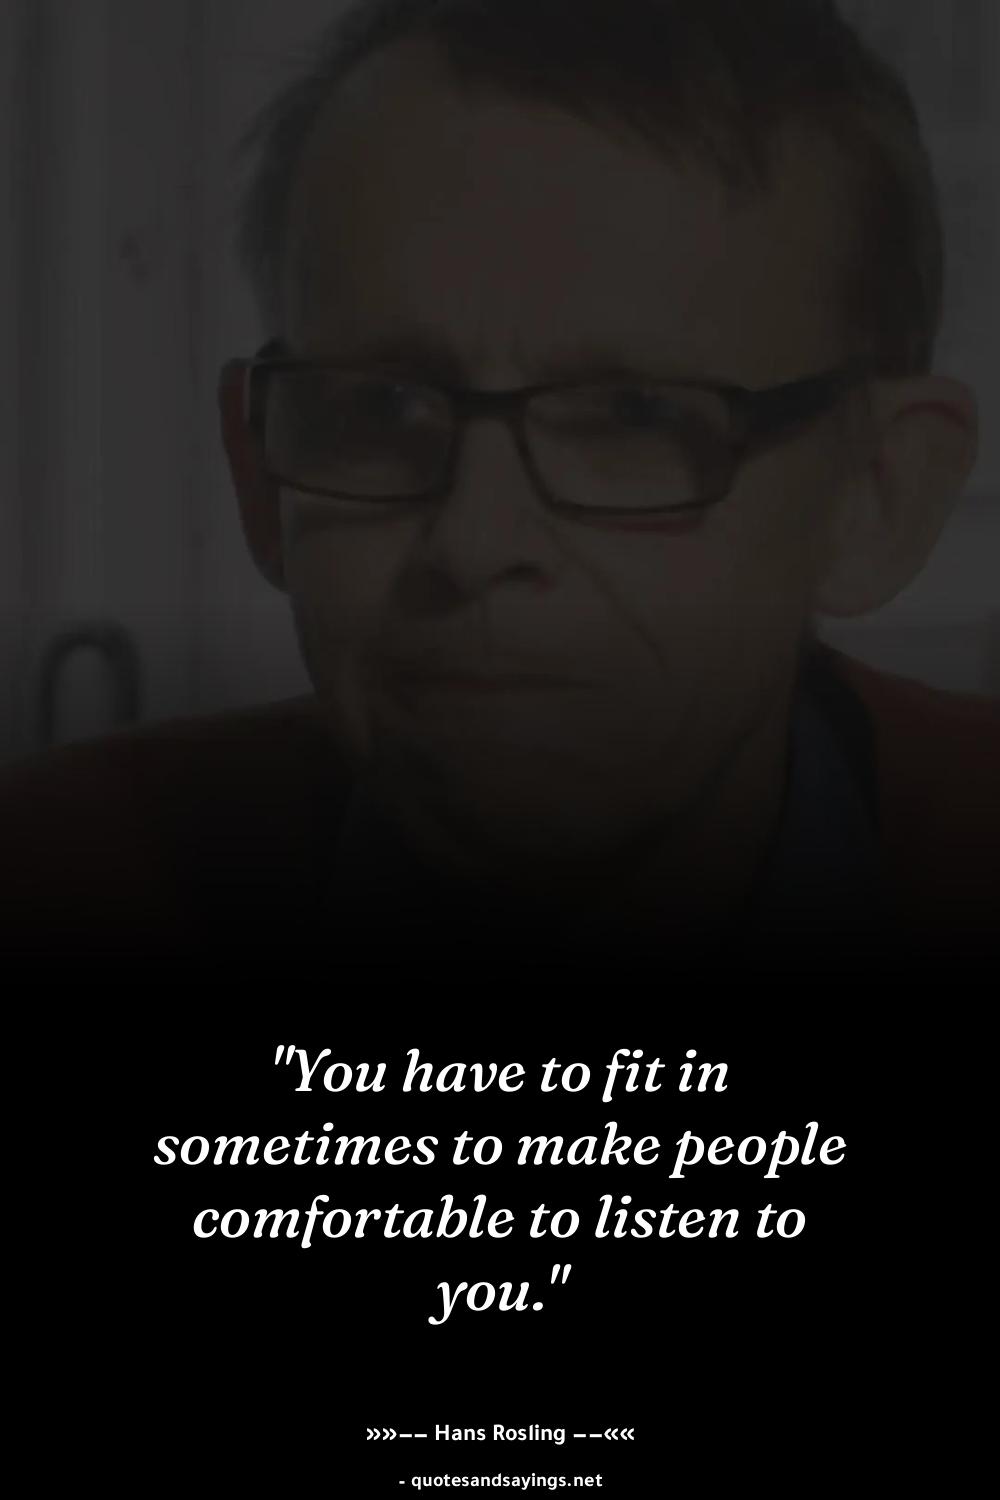 "You have to fit in
sometimes to make people
comfortable to listen to
you."
»»−− Hans Rosling −−««
- quotesandsayings.net